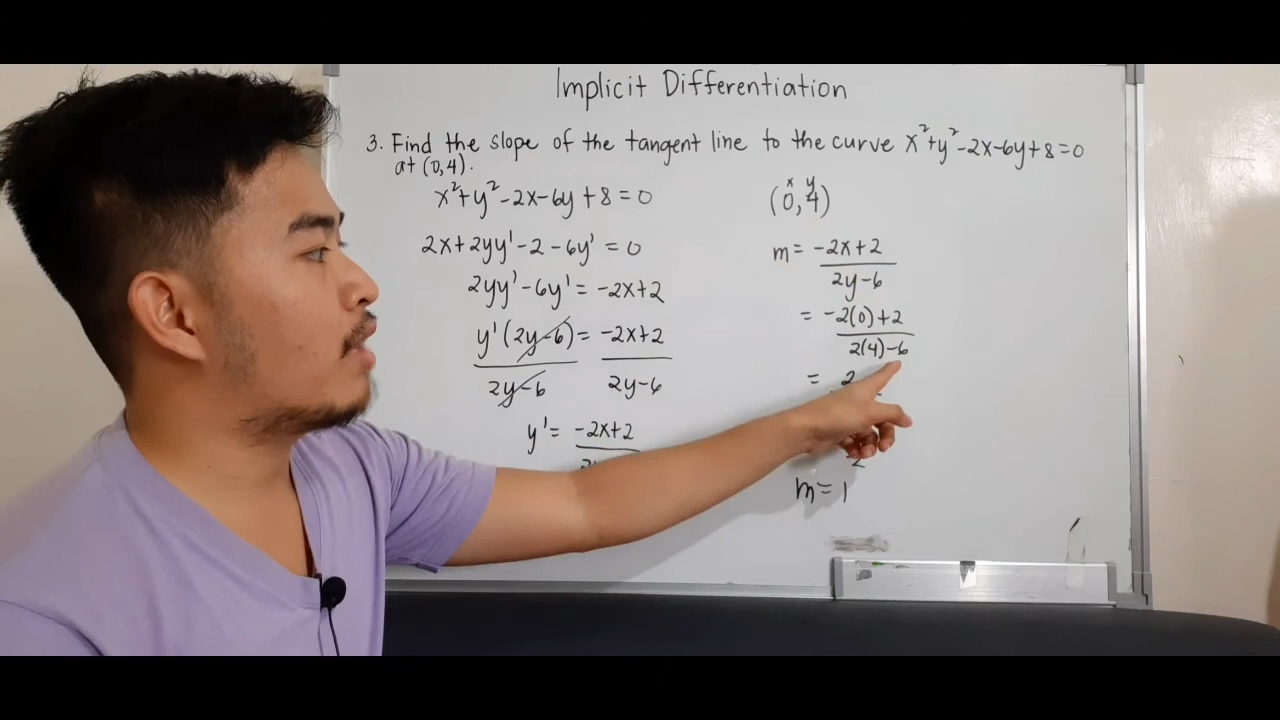 Implicit Differentiation
3. Find the slope of the tangent line to the curve x²+y²-2x-6y+8=0
at (0,4).
x²+y²-2x-6y+8=0
2x+2yy'-2-6y'=0
2yy'-6y'=-2x+2
y'(2y-6)=-2x+2
2y-6 2y-6
y'=-2x+2
x y
(0,4)
m=-2x+2
2y-6
=-2(0)+2
2(4)-6
=2
2
m=1